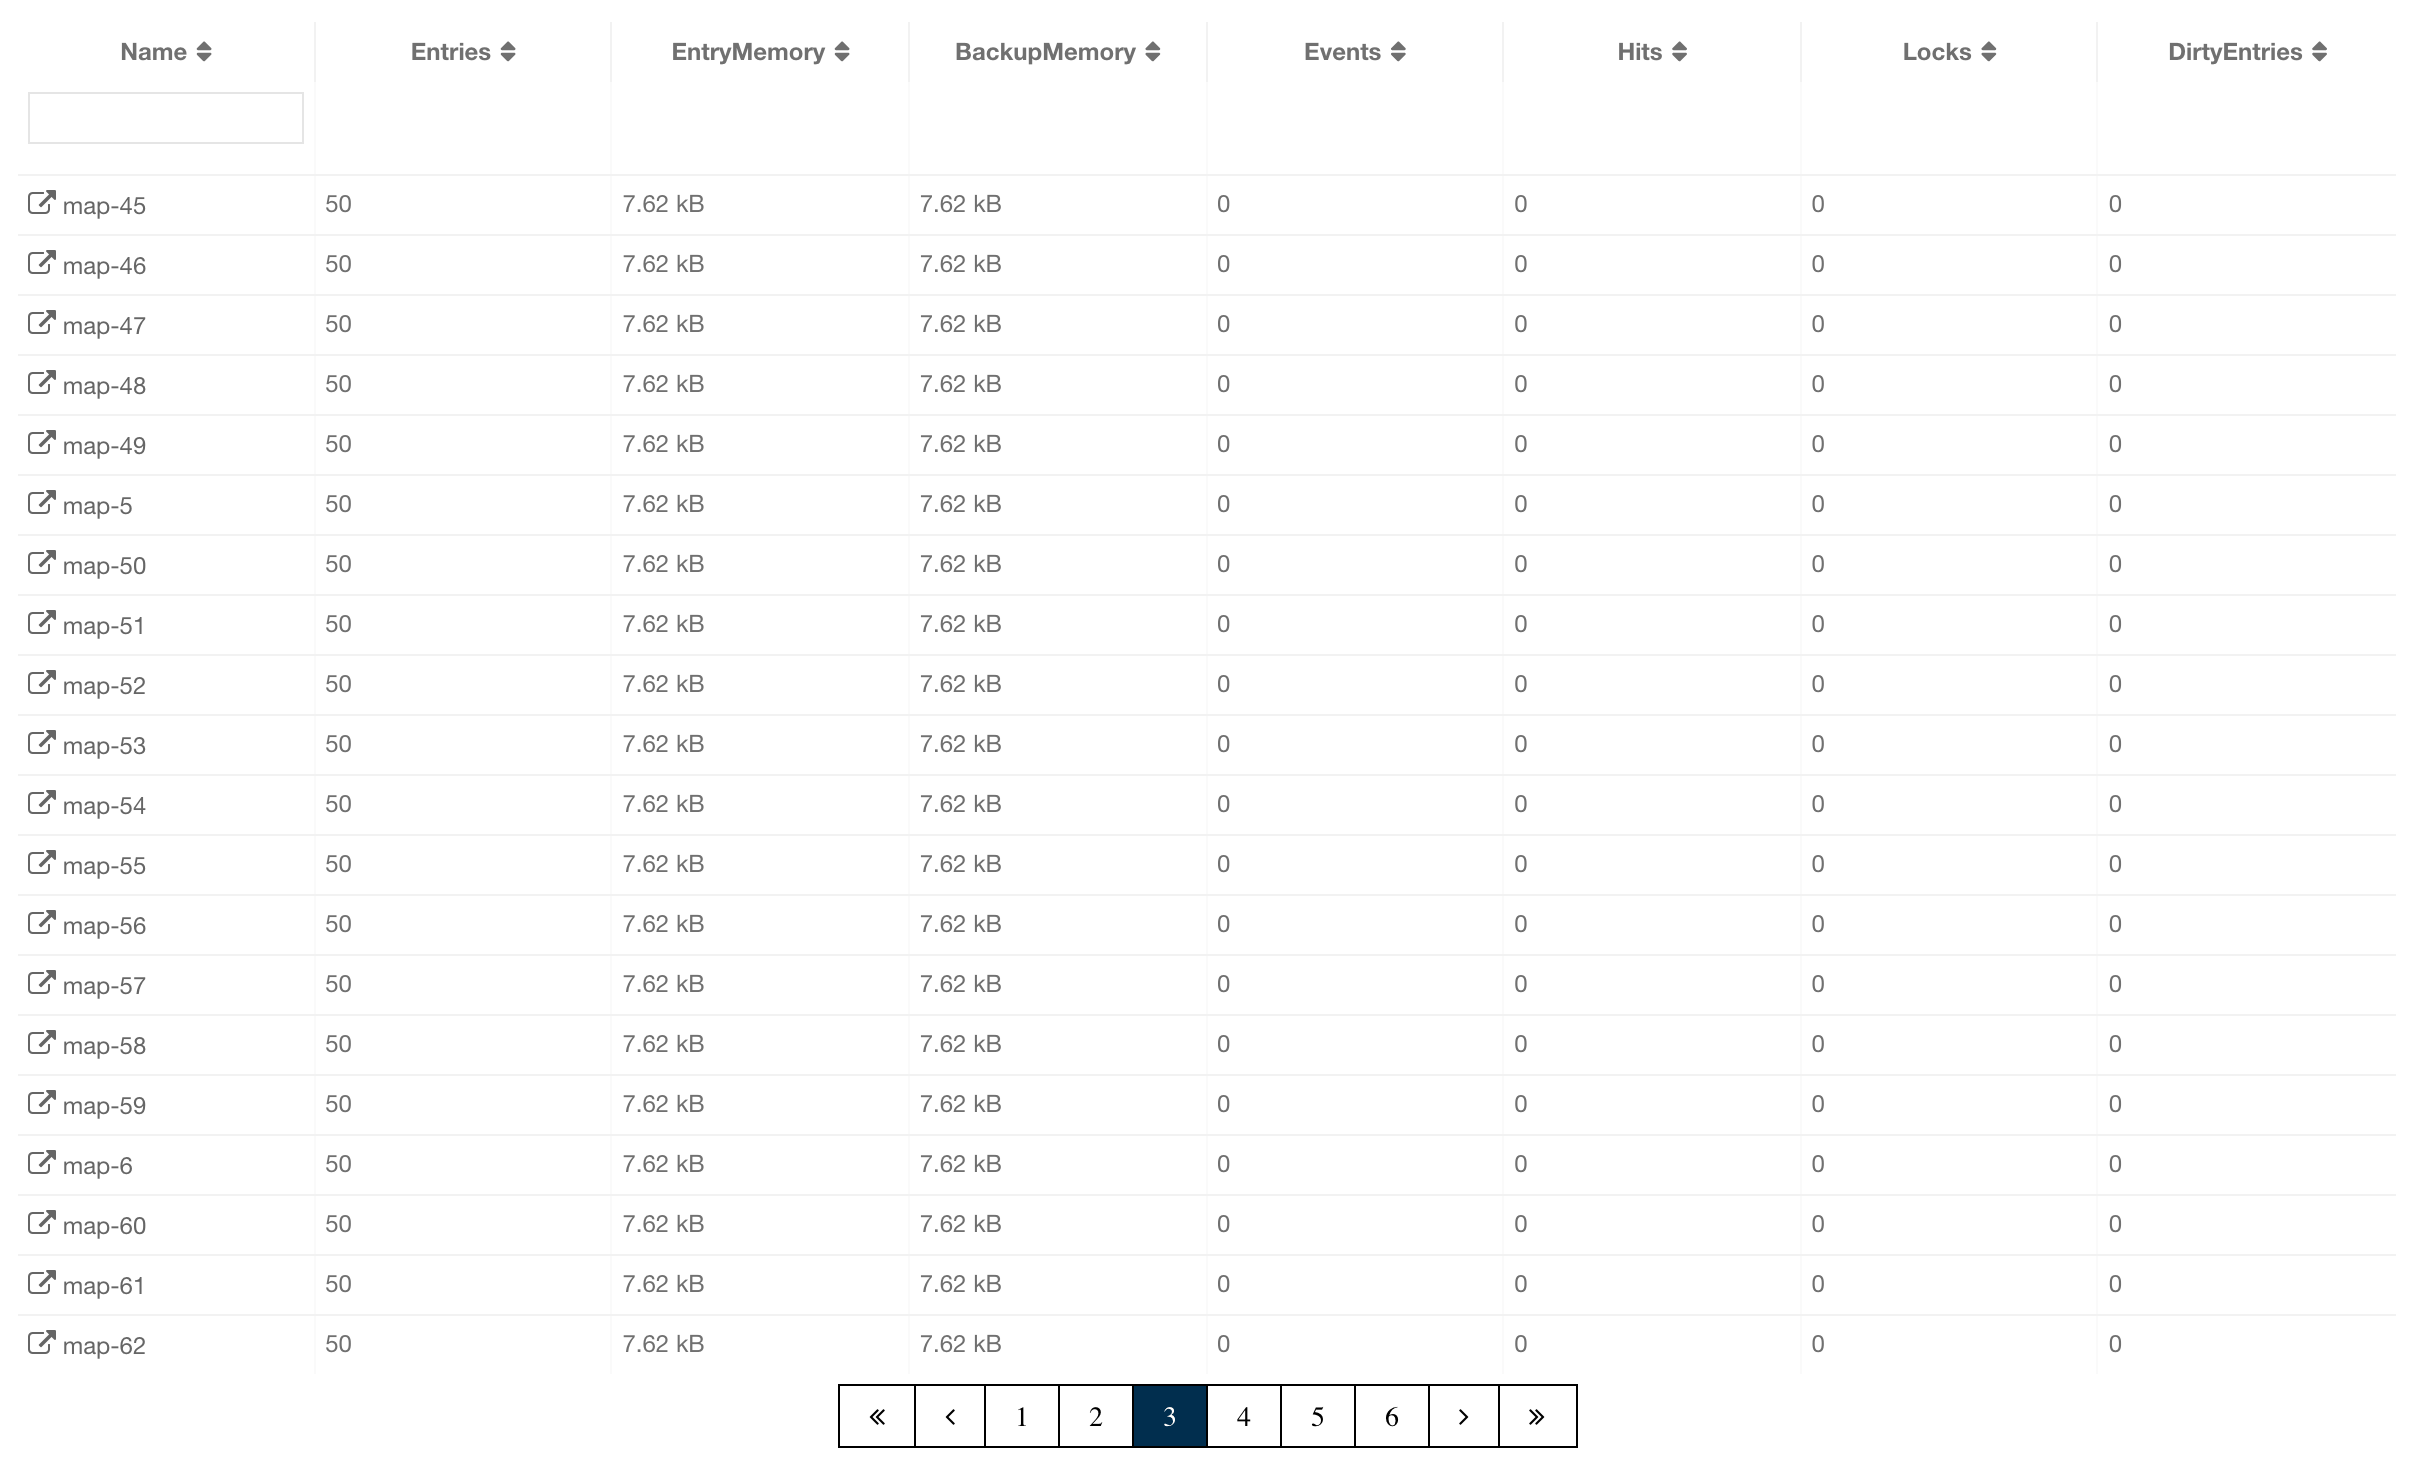 Name Entries EntryMemory BackupMemory Events Hits Locks DirtyEntries
map-45 50 7.62 kB 7.62 kB 0 0 0 0
map-46 50 7.62 kB 7.62 kB 0 0 0 0
map-47 50 7.62 kB 7.62 kB 0 0 0 0
map-48 50 7.62 kB 7.62 kB 0 0 0 0
map-49 50 7.62 kB 7.62 kB 0 0 0 0
map-5 50 7.62 kB 7.62 kB 0 0 0 0
map-50 50 7.62 kB 7.62 kB 0 0 0 0
map-51 50 7.62 kB 7.62 kB 0 0 0 0
map-52 50 7.62 kB 7.62 kB 0 0 0 0
map-53 50 7.62 kB 7.62 kB 0 0 0 0
map-54 50 7.62 kB 7.62 kB 0 0 0 0
map-55 50 7.62 kB 7.62 kB 0 0 0 0
map-56 50 7.62 kB 7.62 kB 0 0 0 0
map-57 50 7.62 kB 7.62 kB 0 0 0 0
map-58 50 7.62 kB 7.62 kB 0 0 0 0
map-59 50 7.62 kB 7.62 kB 0 0 0 0
map-6 50 7.62 kB 7.62 kB 0 0 0 0
map-60 50 7.62 kB 7.62 kB 0 0 0 0
map-61 50 7.62 kB 7.62 kB 0 0 0 0
map-62 50 7.62 kB 7.62 kB 0 0 0 0
« ‹ 1 2 3 4 5 6 › »